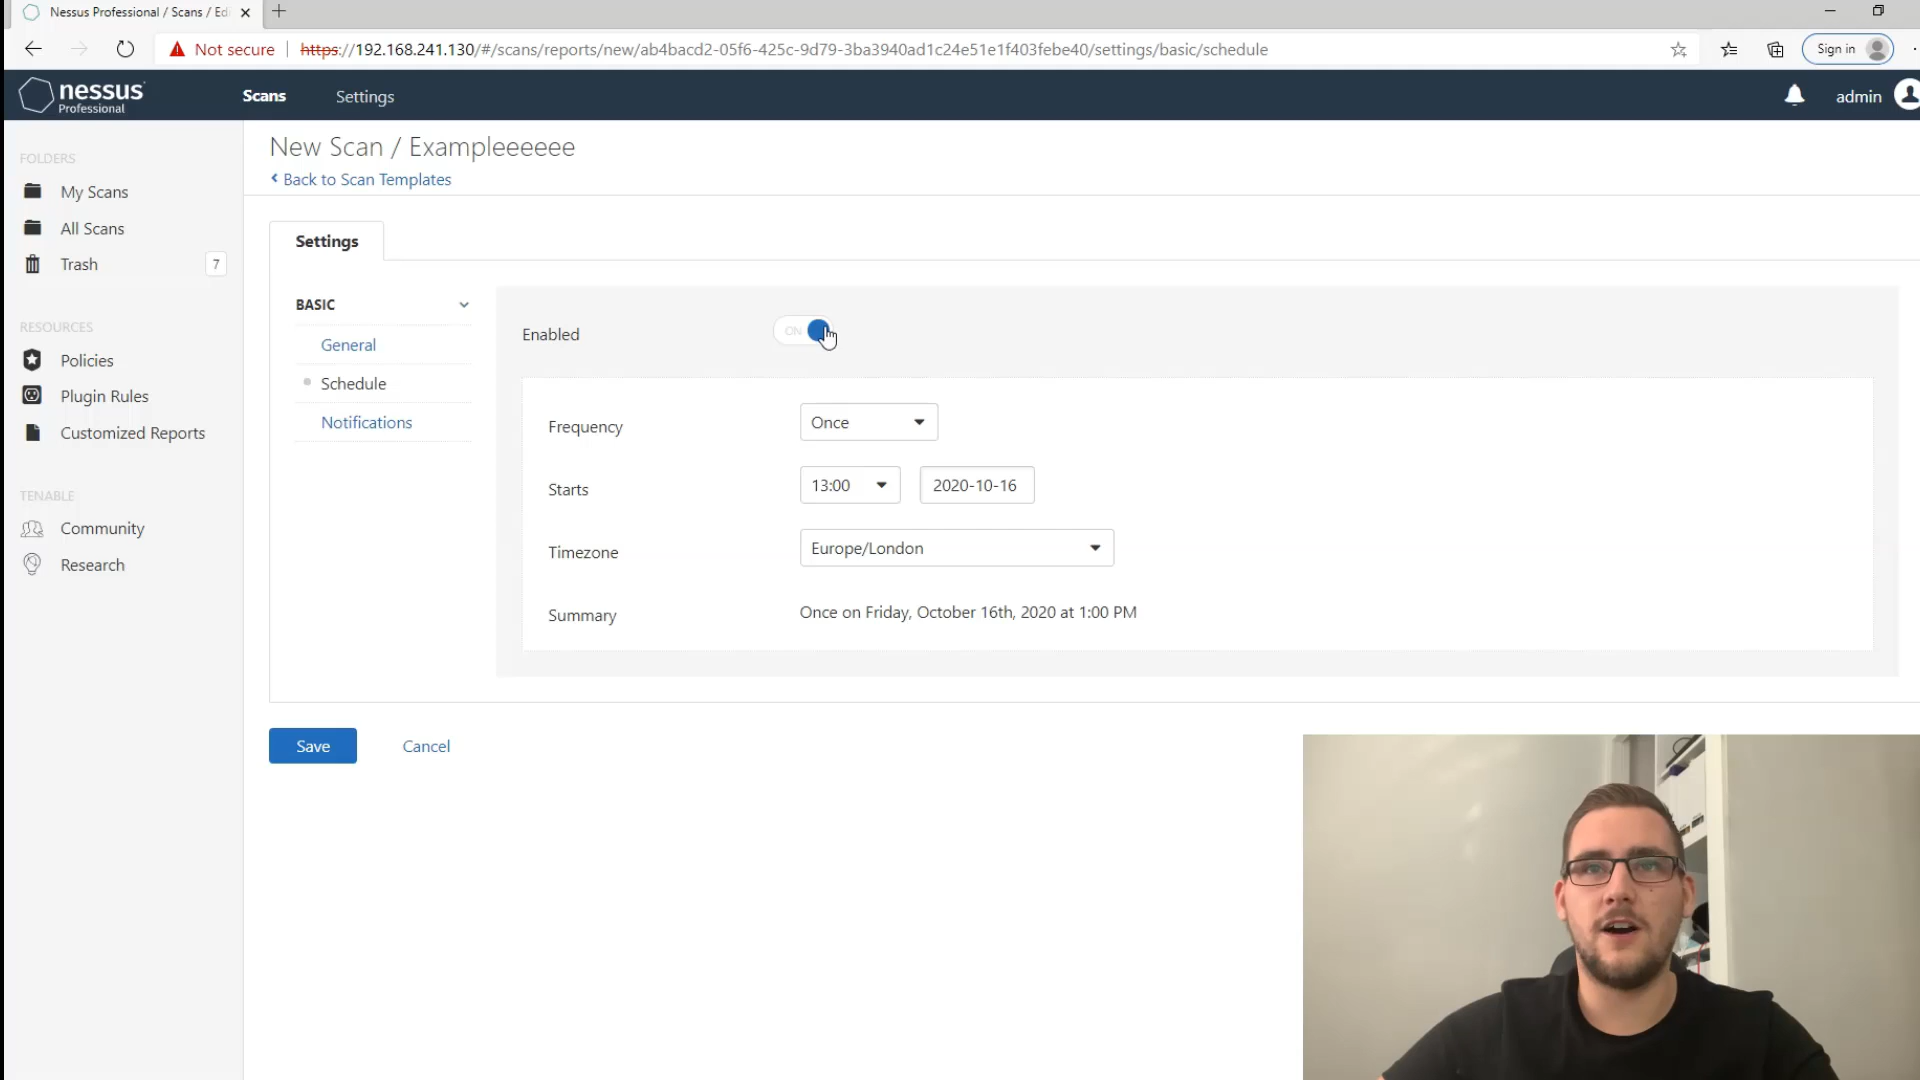 Nessus Professional / Scans / Edi
Not secure
https://192.168.241.130/#/scans/reports/new/ab4bacd2-05f6-425c-9d79-3ba3940ad1c24e51e1f403febe40/settings/basic/schedule
Sign in
nessus
Professional
Scans
Settings
admin
FOLDERS
My Scans
All Scans
Trash
7
RESOURCES
Policies
Plugin Rules
Customized Reports
TENABLE
Community
Research
New Scan / Exampleeeeee
Back to Scan Templates
Settings
BASIC
General
Schedule
Notifications
Enabled
ON
Frequency
Once
Starts
13:00
2020-10-16
Timezone
Europe/London
Summary
Once on Friday, October 16th, 2020 at 1:00 PM
Save
Cancel